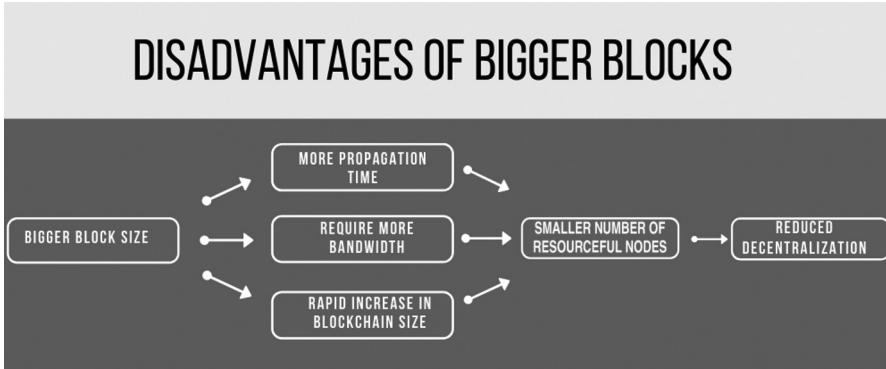 DISADVANTAGES OF BIGGER BLOCKS
MORE PROPAGATION
TIME
BIGGER BLOCK SIZE
REQUIRE MORE
BANDWIDTH
RAPID INCREASE IN
BLOCKCHAIN SIZE
SMALLER NUMBER OF
RESOURCEFUL NODES
REDUCED
DECENTRALIZATION